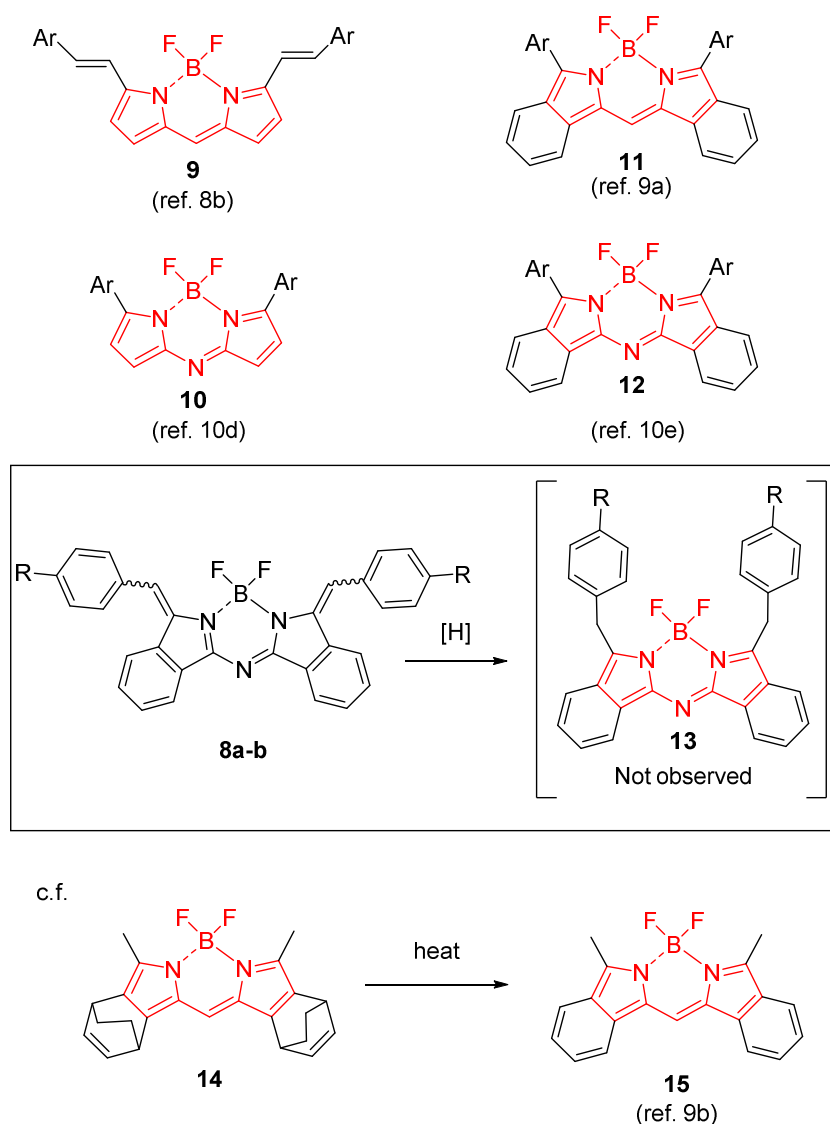 Ar
F F
B
N N
Ar
9
(ref. 8b)
Ar
F F
B
N N
Ar
11
(ref. 9a)
Ar
F F
B
N N
N
Ar
10
(ref. 10d)
Ar
F F
B
N N
N
Ar
12
(ref. 10e)
R
F F
B
N N
N
R
8a-b
[H]
R
R
F F
B
N N
N
13
Not observed
c.f.
F F
B
N N
14
heat
F F
B
N N
15
(ref. 9b)